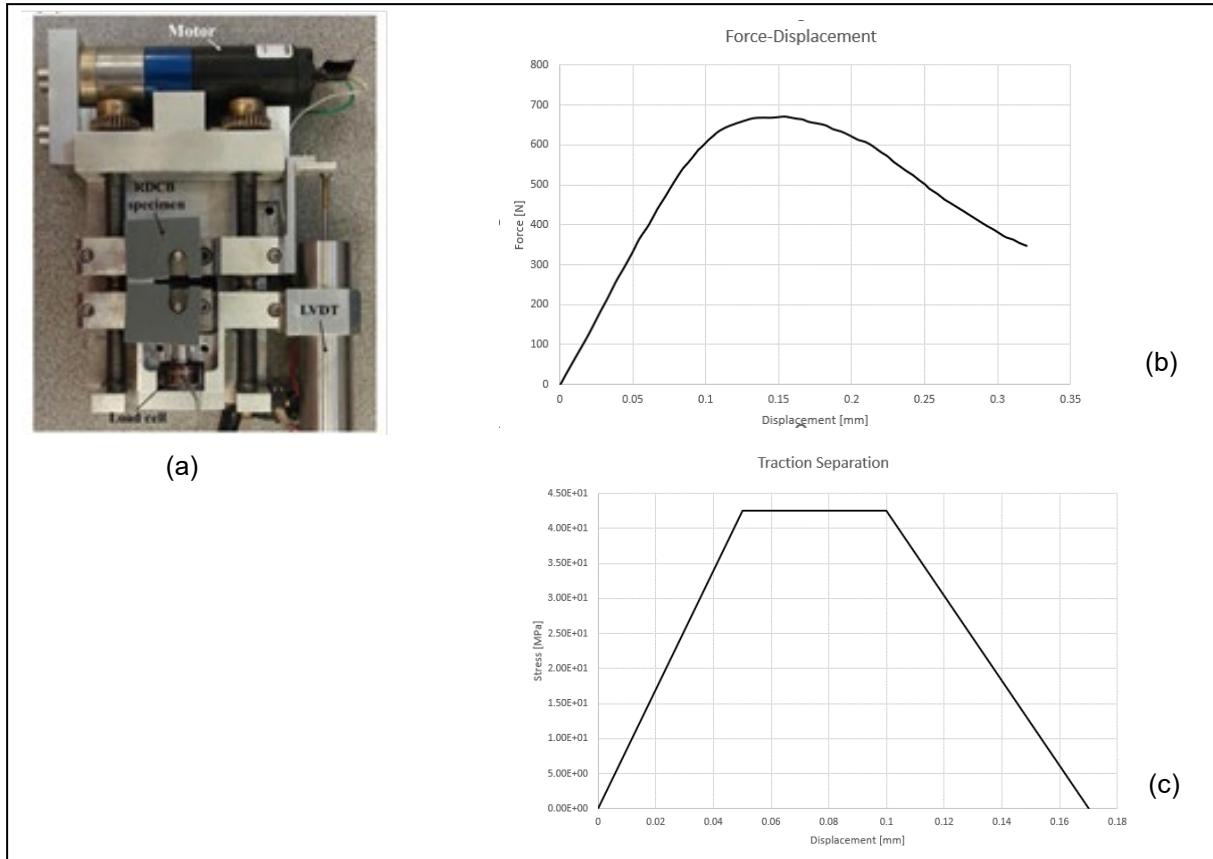 Motor
RDCB
specimen
LVDT
Load cell
(a)
Force-Displacement
Force [N]
800
700
600
500
400
300
200
100
0
0 0.05 0.1 0.15 0.2 0.25 0.3 0.35
Displacement [mm]
(b)
Traction Separation
Stress [MPa]
4.50E+01
4.00E+01
3.50E+01
3.00E+01
2.50E+01
2.00E+01
1.50E+01
1.00E+01
5.00E+00
0.00E+00
0 0.02 0.04 0.06 0.08 0.1 0.12 0.14 0.16 0.18
Displacement [mm]
(c)